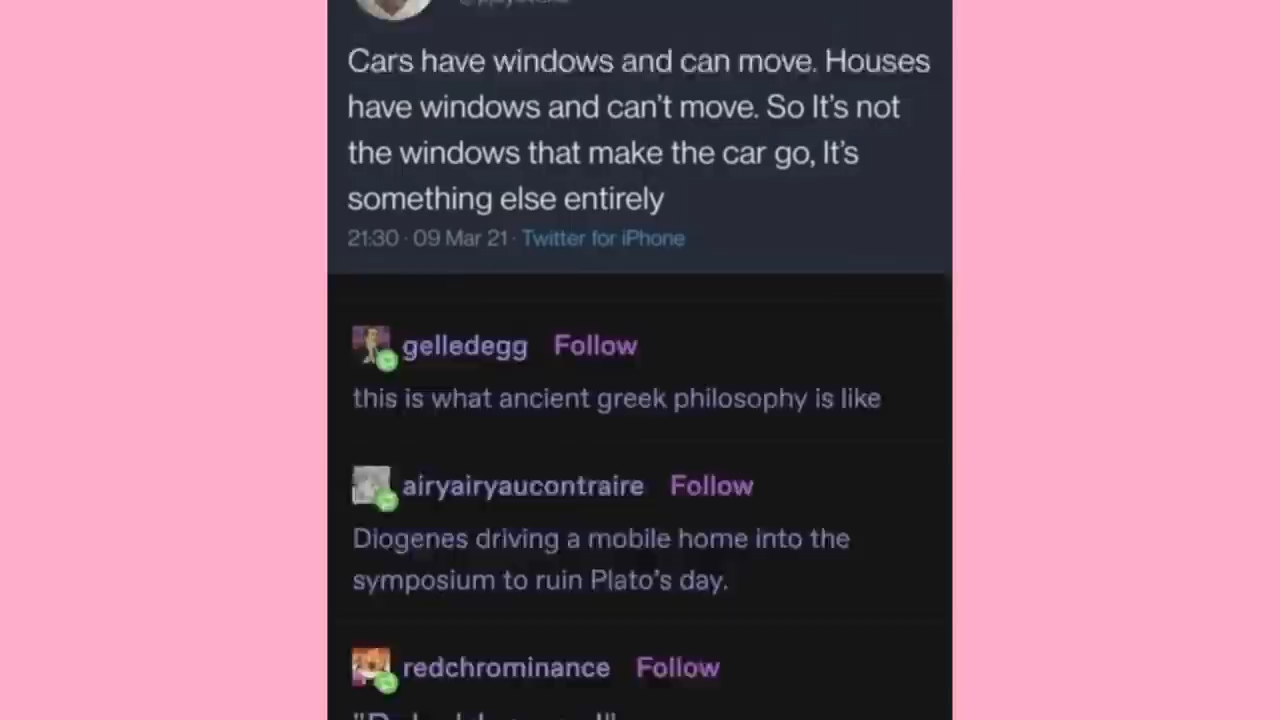 Cars have windows and can move. Houses
have windows and can't move. So It's not
the windows that make the car go, It's
something else entirely
21:30 · 09 Mar 21 · Twitter for iPhone
gelledegg Follow
this is what ancient greek philosophy is like
airyairyaucontraire Follow
Diogenes driving a mobile home into the
symposium to ruin Plato's day.
redchrominance Follow